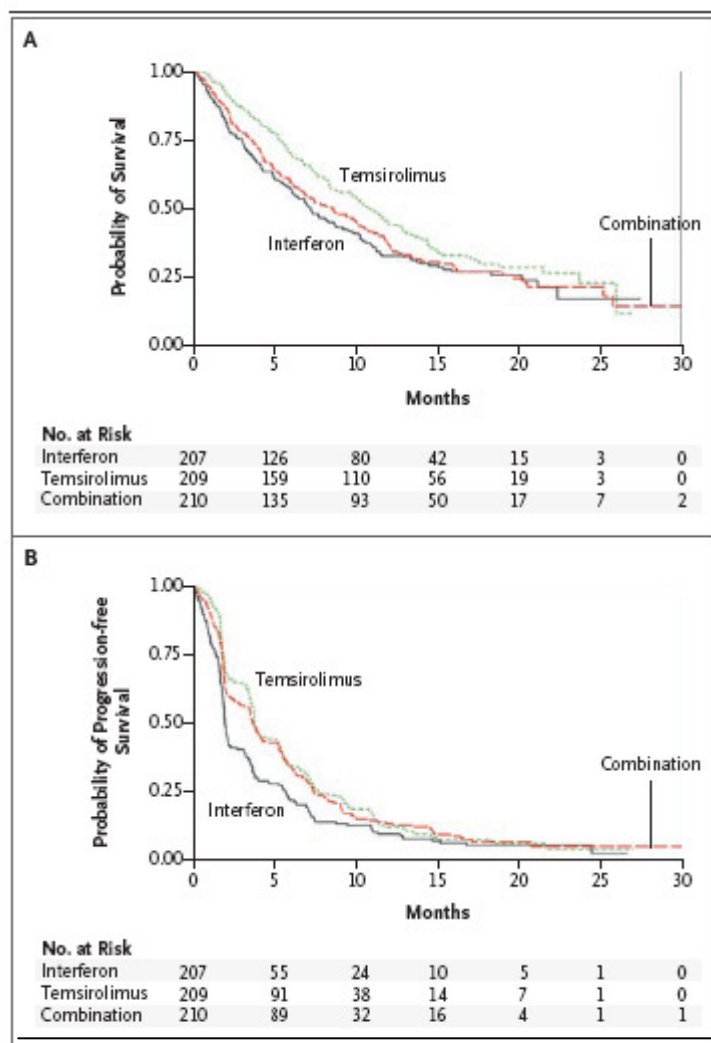 A
1.00
0.75
Temsirolimus
0.50
Combination
Interferon
0.25
0.00
Probability of Survival
0 5 10 15 20 25 30
Months
No. at Risk
Interferon 207 126 80 42 15 3 0
Temsirolimus 209 159 110 56 19 3 0
Combination 210 135 93 50 17 7 2
B
1.00
0.75
Temsirolimus
0.50
Combination
0.25
Interferon
0.00
Probability of Progression-free
Survival
0 5 10 15 20 25 30
Months
No. at Risk
Interferon 207 55 24 10 5 1 0
Temsirolimus 209 91 38 14 7 1 0
Combination 210 89 32 16 4 1 1